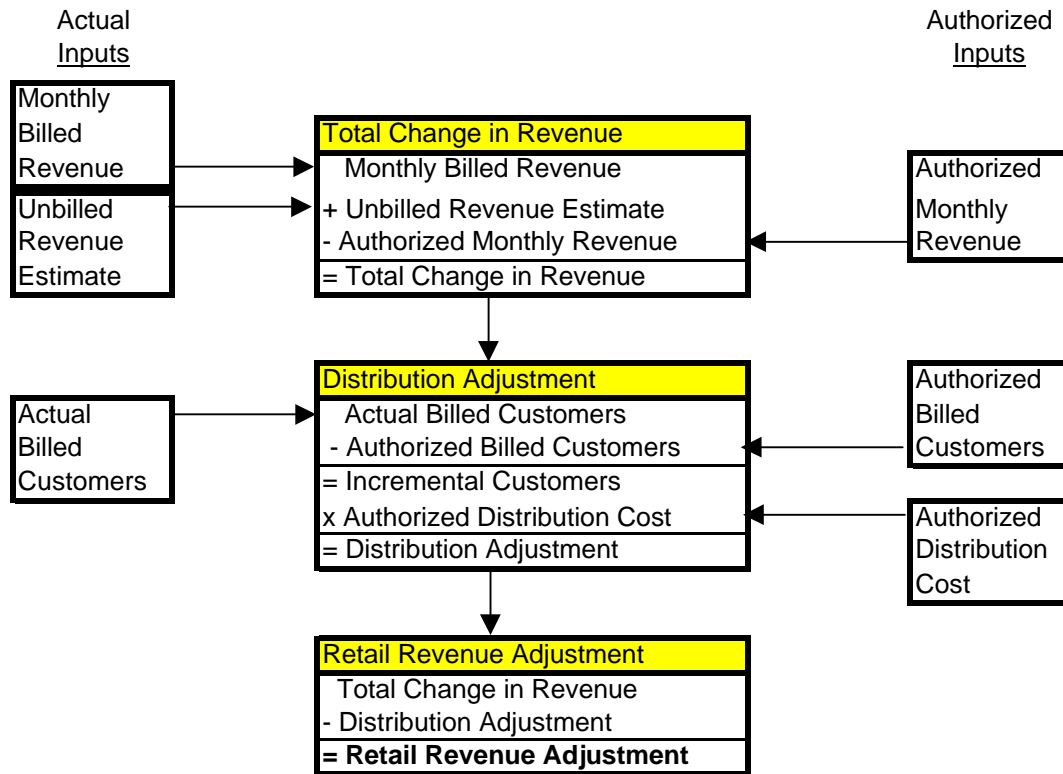 Actual
Inputs
Authorized
Inputs
Monthly
Billed
Revenue
Unbilled
Revenue
Estimate
Total Change in Revenue
Monthly Billed Revenue
+ Unbilled Revenue Estimate
- Authorized Monthly Revenue
= Total Change in Revenue
Authorized
Monthly
Revenue
Actual
Billed
Customers
Distribution Adjustment
Actual Billed Customers
- Authorized Billed Customers
= Incremental Customers
x Authorized Distribution Cost
= Distribution Adjustment
Authorized
Billed
Customers
Authorized
Distribution
Cost
Retail Revenue Adjustment
Total Change in Revenue
- Distribution Adjustment
= Retail Revenue Adjustment